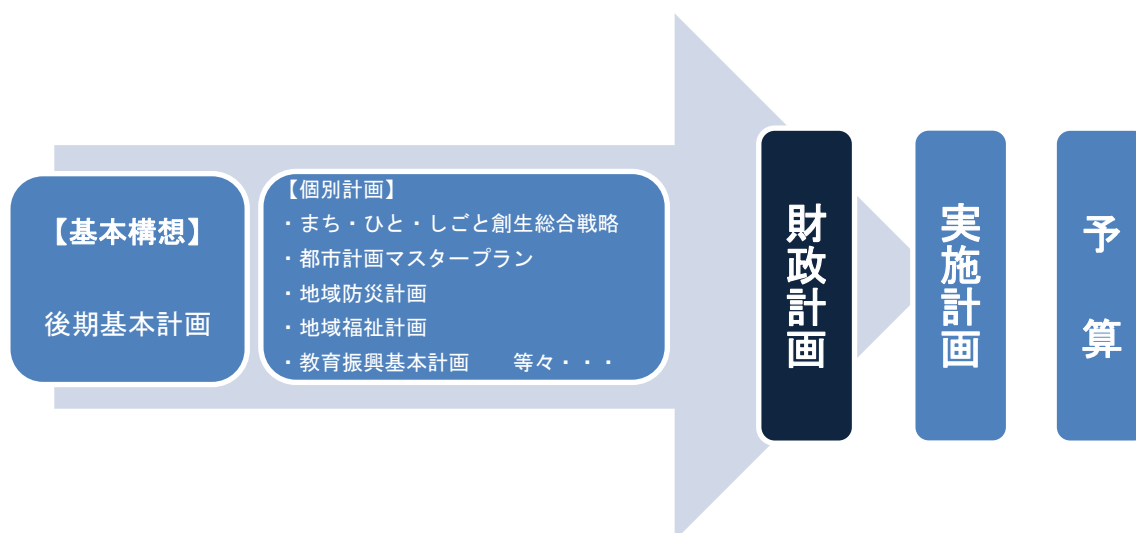 【基本構想】
後期基本計画
【個別計画】
・まち・ひと・しごと創生総合戦略
・都市計画マスタープラン
・地域防災計画
・地域福祉計画
・教育振興基本計画　　等々・・・
財政計画
実施計画
予算